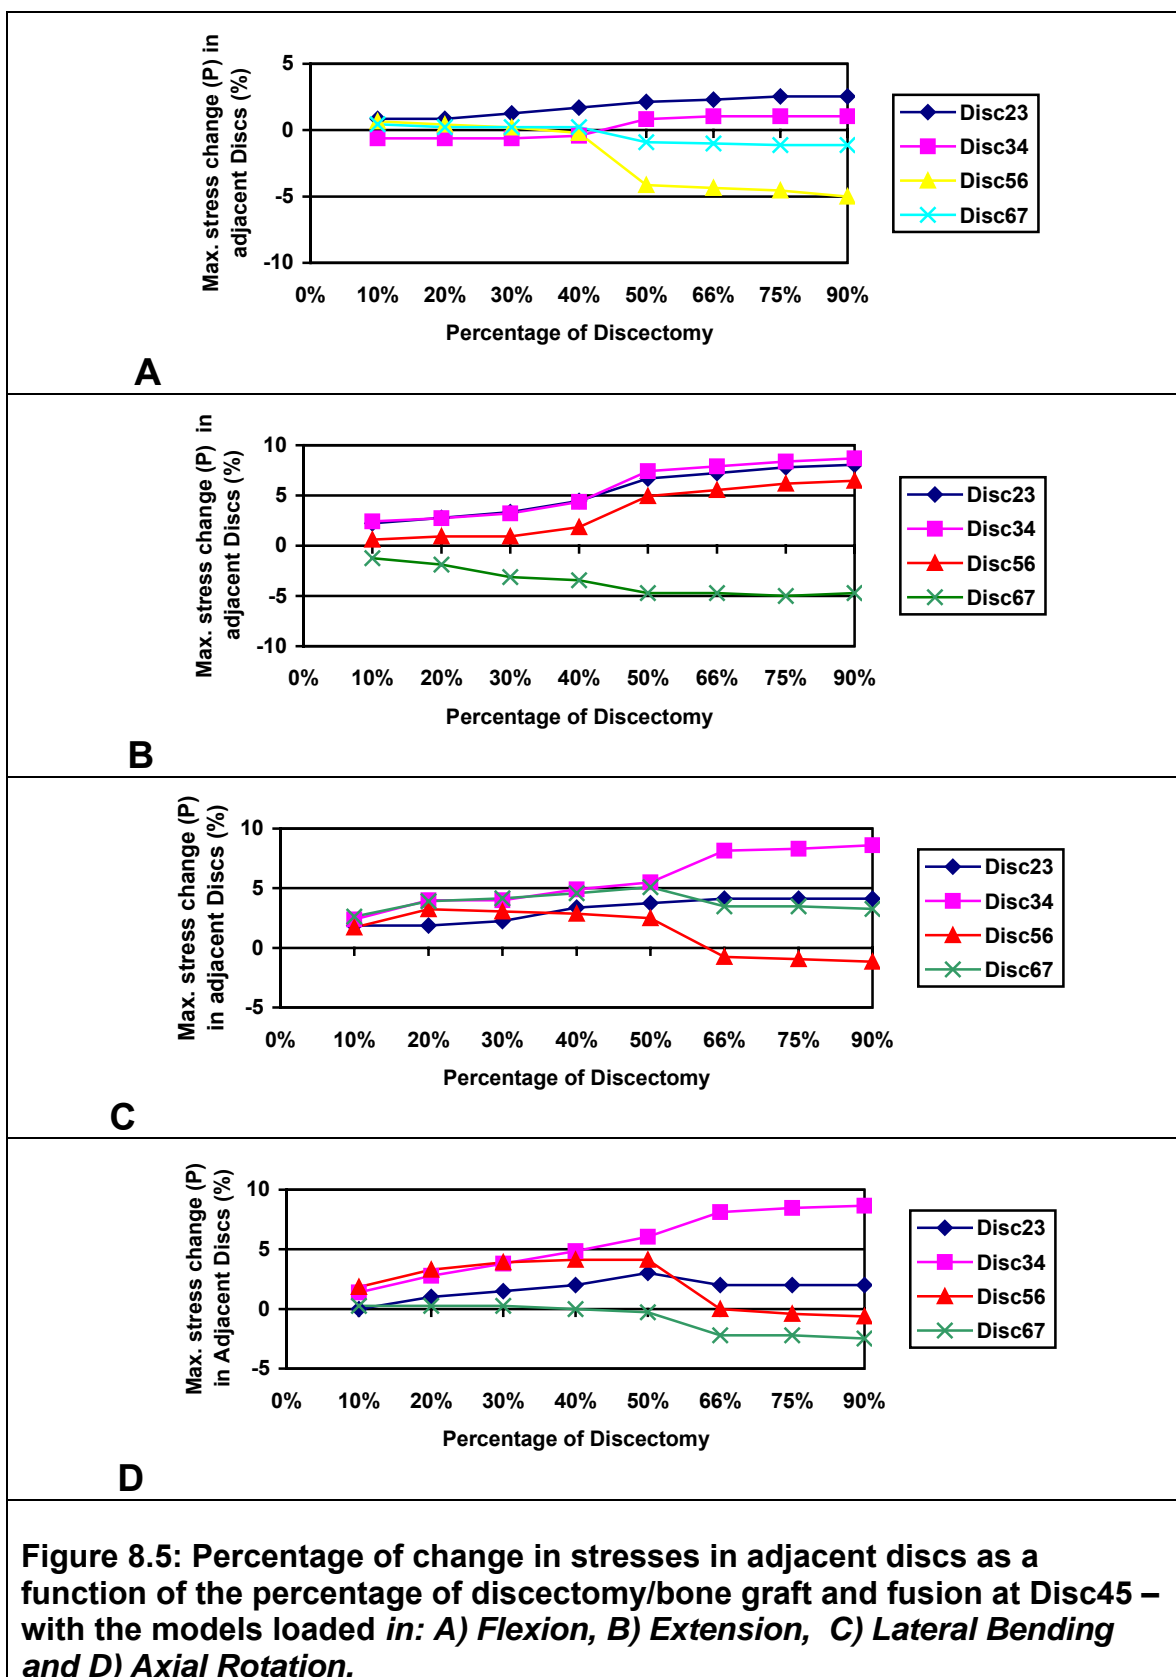 Max. stress change (P) in
adjacent Discs (%)
5
0
-5
-10
0% 10% 20% 30% 40% 50% 66% 75% 90%
Percentage of Discectomy
Disc23
Disc34
Disc56
Disc67
A
Max. stress change (P) in
adjacent Discs (%)
10
5
0
-5
-10
0% 10% 20% 30% 40% 50% 66% 75% 90%
Percentage of Discectomy
Disc23
Disc34
Disc56
Disc67
B
Max. stress change (P)
in adjacent Discs (%)
10
5
0
-5
0% 10% 20% 30% 40% 50% 66% 75% 90%
Percentage of Discectomy
Disc23
Disc34
Disc56
Disc67
C
Max. stress change (P)
in Adjacent Discs (%)
10
5
0
-5
0% 10% 20% 30% 40% 50% 66% 75% 90%
Percentage of Discectomy
Disc23
Disc34
Disc56
Disc67
D
Figure 8.5: Percentage of change in stresses in adjacent discs as a
function of the percentage of discectomy/bone graft and fusion at Disc45 –
with the models loaded in: A) Flexion, B) Extension, C) Lateral Bending
and D) Axial Rotation.